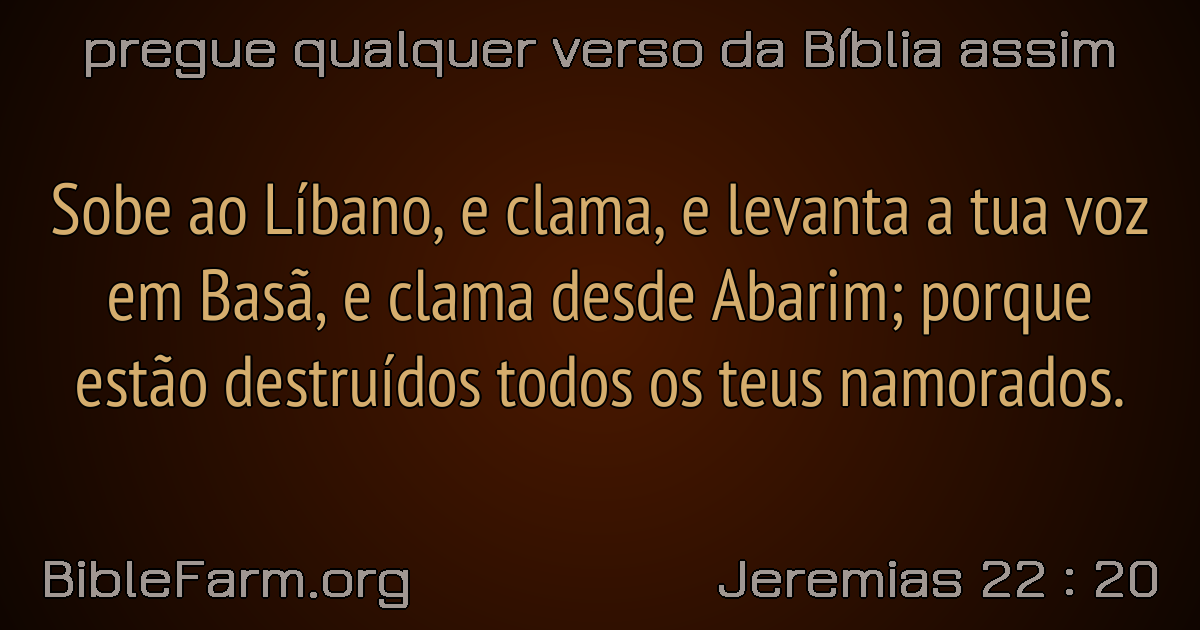 pregue qualquer verso da Bíblia assim
Sobe ao Líbano, e clama, e levanta a tua voz
em Basã, e clama desde Abarim; porque
estão destruídos todos os teus namorados.
BibleFarm.org
Jeremias 22 : 20